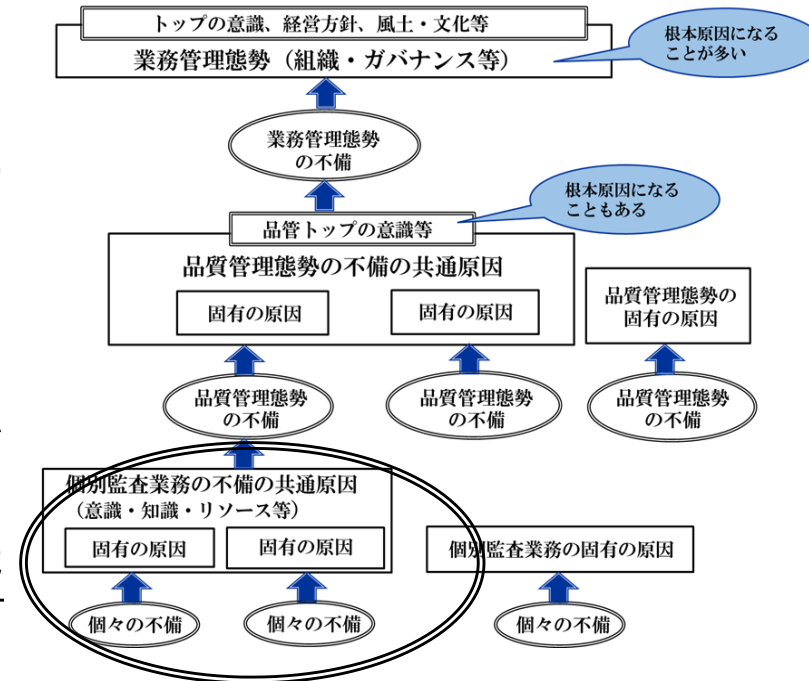 トップの意識、経営方針、風土・文化等
業務管理態勢（組織・ガバナンス等）
根本原因になる
ことが多い
業務管理態勢
の不備
根本原因になる
こともある
品管トップの意識等
品質管理態勢の不備の共通原因
固有の原因
固有の原因
品質管理態勢の
固有の原因
品質管理態勢
の不備
品質管理態勢
の不備
品質管理態勢
の不備
個別監査業務の不備の共通原因
（意識・知識・リソース等）
固有の原因
固有の原因
個別監査業務の固有の原因
個々の不備
個々の不備
個々の不備